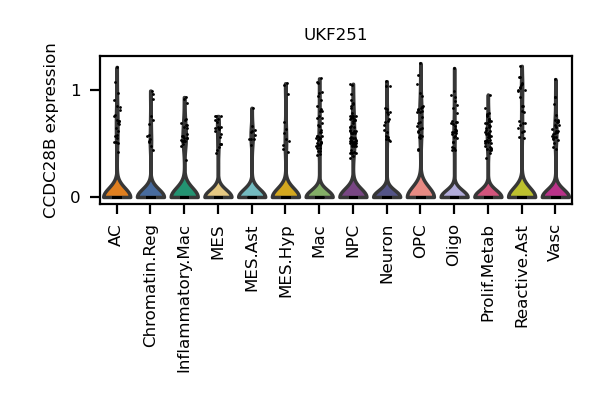 UKF251
CCDC28B expression
1
0
AC
Chromatin.Reg
Inflammatory.Mac
MES
MES.Ast
MES.Hyp
Mac
NPC
Neuron
OPC
Oligo
Prolif.Metab
Reactive.Ast
Vasc